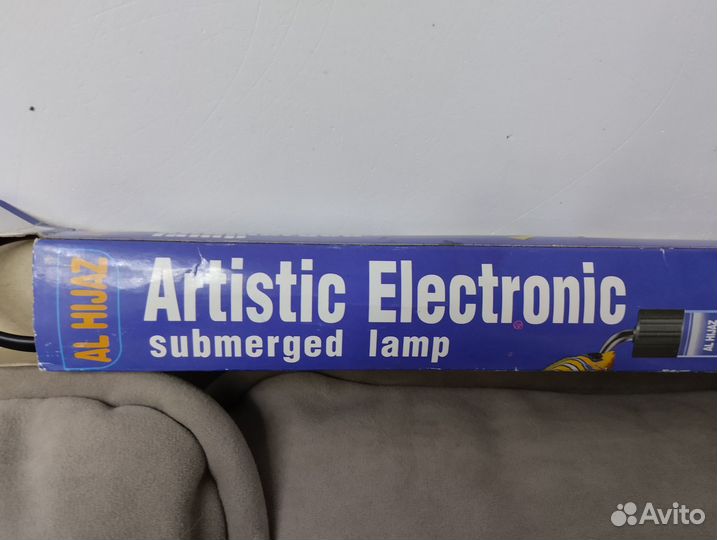 AL HIJAZ
Artistic Electronic
submerged lamp
AL HIJAZ
Avito